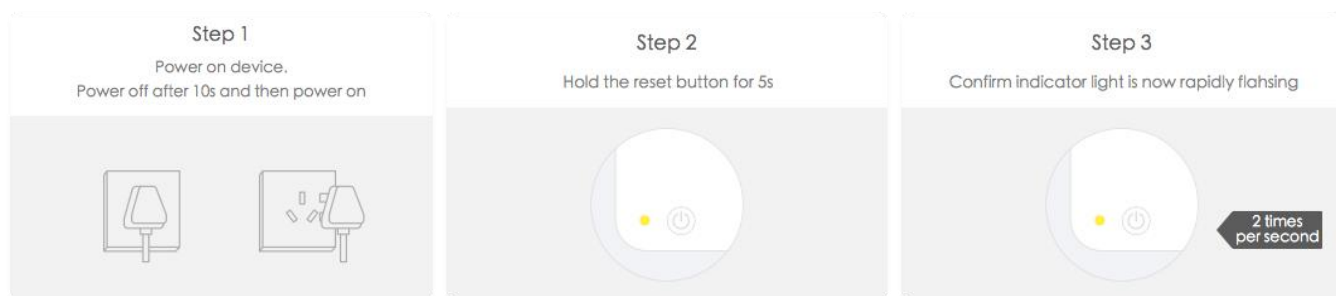 Step 1
Power on device.
Power off after 10s and then power on
Step 2
Hold the reset button for 5s
Step 3
Confirm indicator light is now rapidly flahsing
2 times
per second